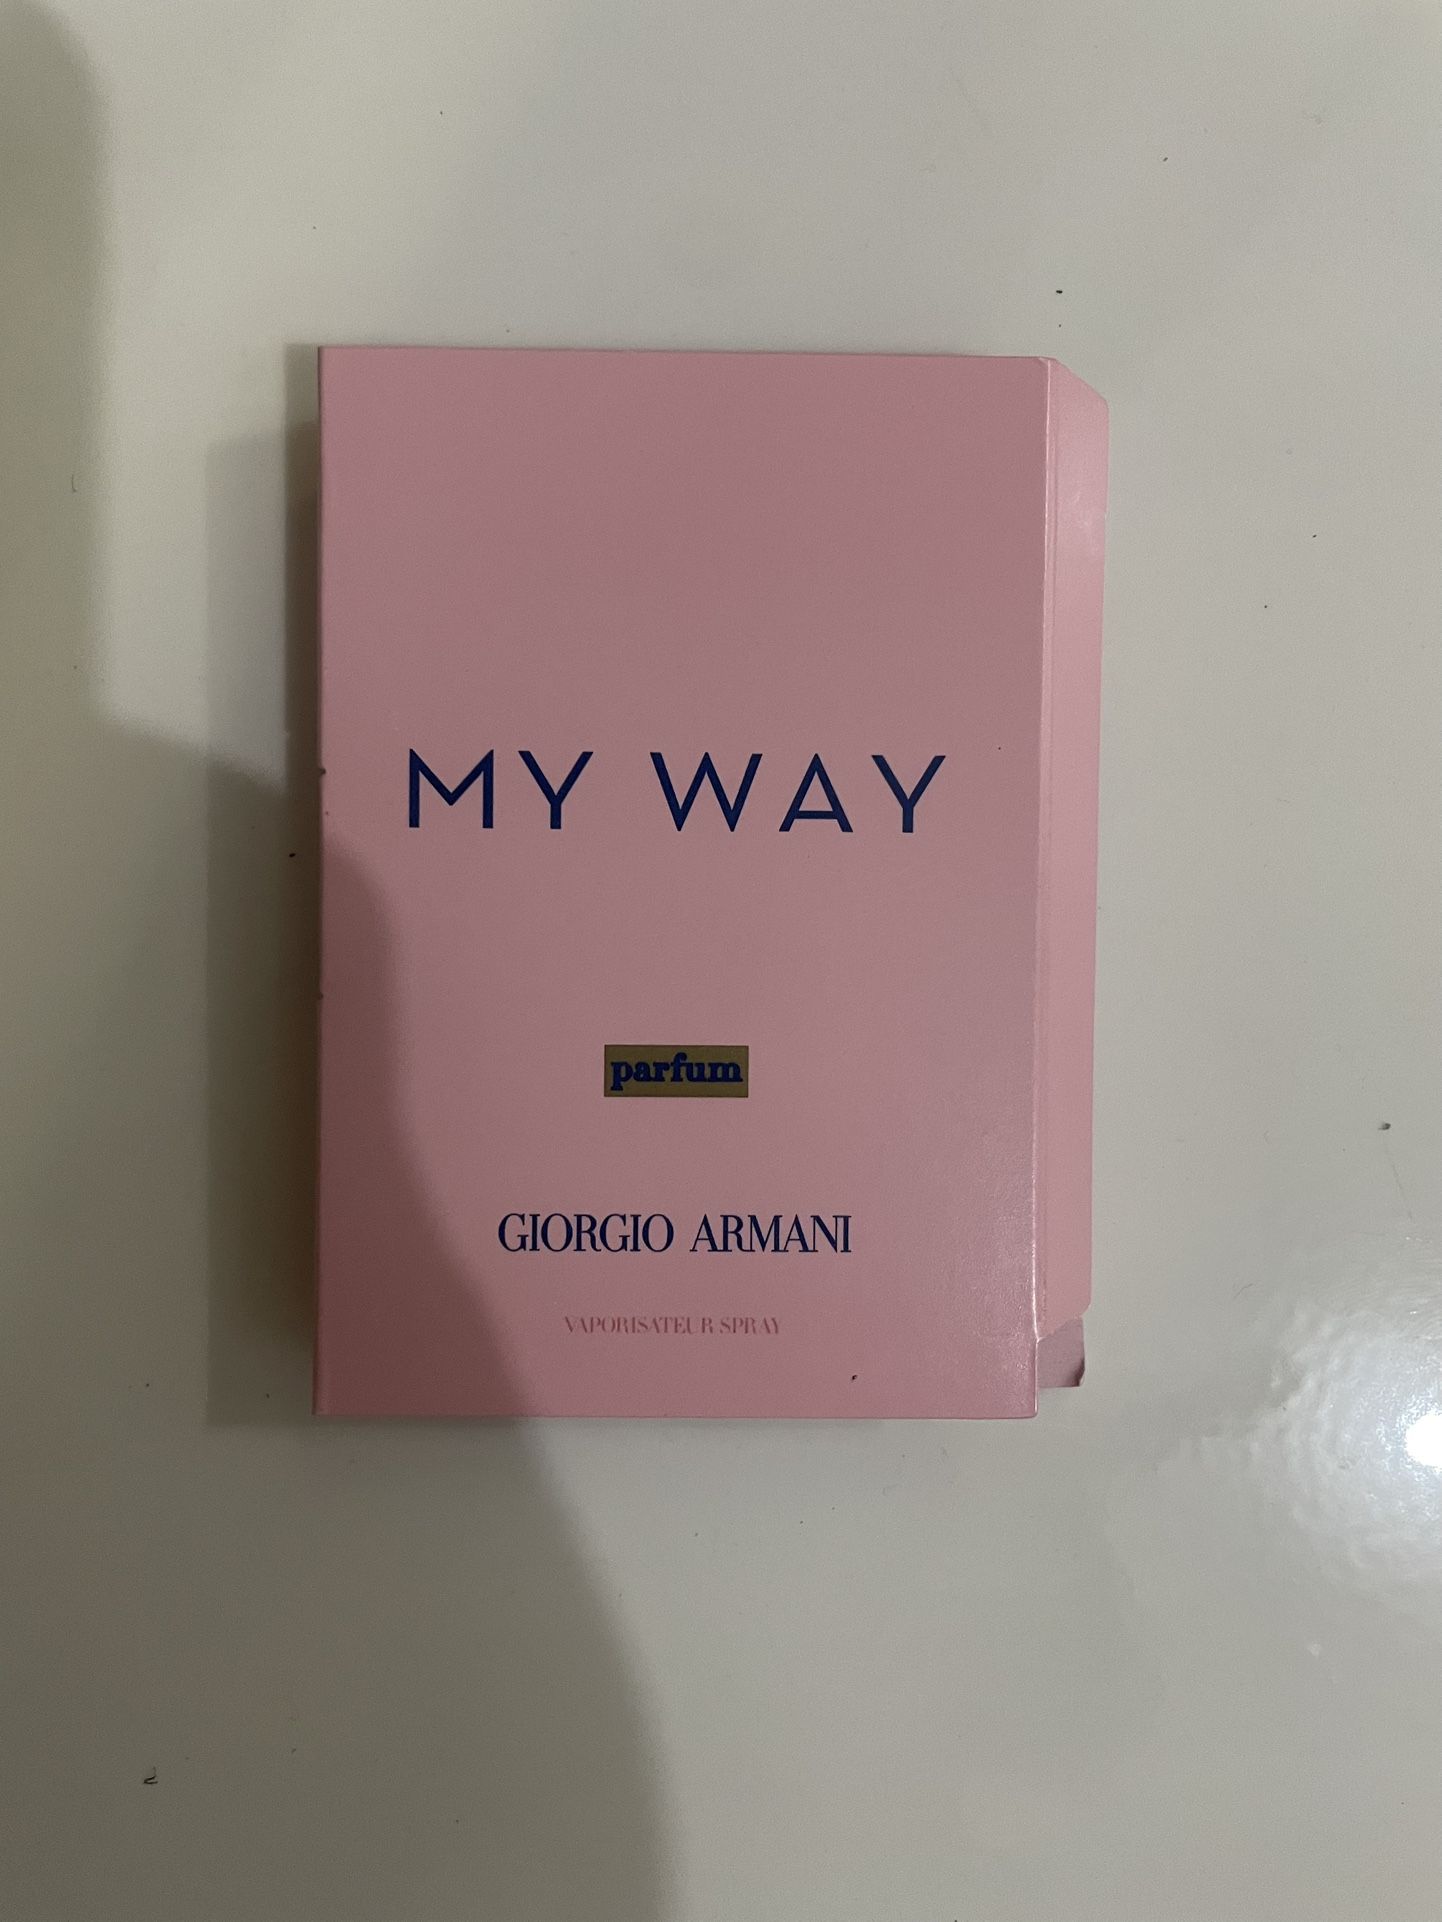 MY WAY
parfum
GIORGIO ARMANI
VAPORISATEUR SPRAY